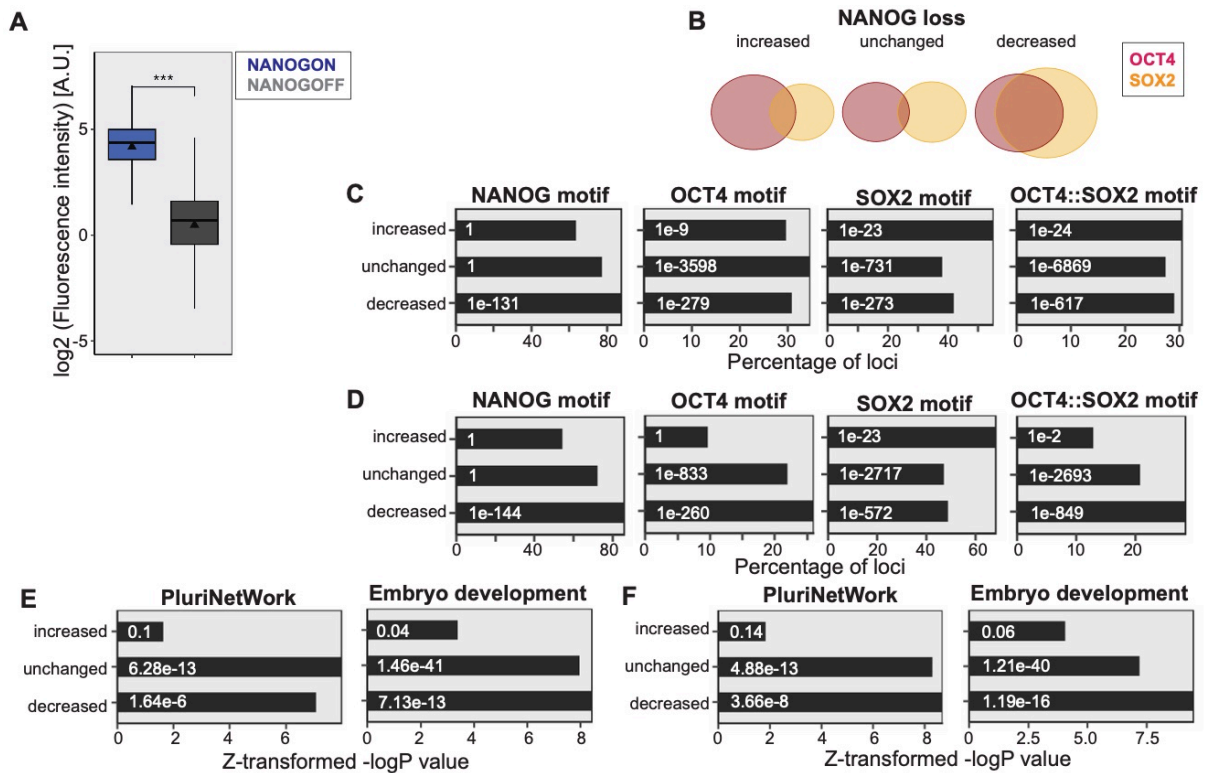 A
log2 (Fluorescence intensity) [A.U.]
5
0
-5
***
NANOGON
NANOGOFF
B
NANOG loss
increased unchanged decreased
OCT4
SOX2
C
NANOG motif OCT4 motif SOX2 motif OCT4::SOX2 motif
increased 1 1e-9 1e-23 1e-24
unchanged 1 1e-3598 1e-731 1e-6869
decreased 1e-131 1e-279 1e-273 1e-617
0 40 80 0 10 20 30 0 20 40 0 10 20 30
Percentage of loci
D
NANOG motif OCT4 motif SOX2 motif OCT4::SOX2 motif
increased 1 1 1e-23 1e-2
unchanged 1 1e-833 1e-2717 1e-2693
decreased 1e-144 1e-260 1e-572 1e-849
0 40 80 0 10 20 0 20 40 60 0 10 20
Percentage of loci
E
PluriNetWork Embryo development
increased 0.1 0.04
unchanged 6.28e-13 1.46e-41
decreased 1.64e-6 7.13e-13
0 2 4 6 0 2 4 6 8
Z-transformed -logP value
F
PluriNetWork Embryo development
increased 0.14 0.06
unchanged 4.88e-13 1.21e-40
decreased 3.66e-8 1.19e-16
0 2 4 6 8 0 2.5 5.0 7.5
Z-transformed -logP value